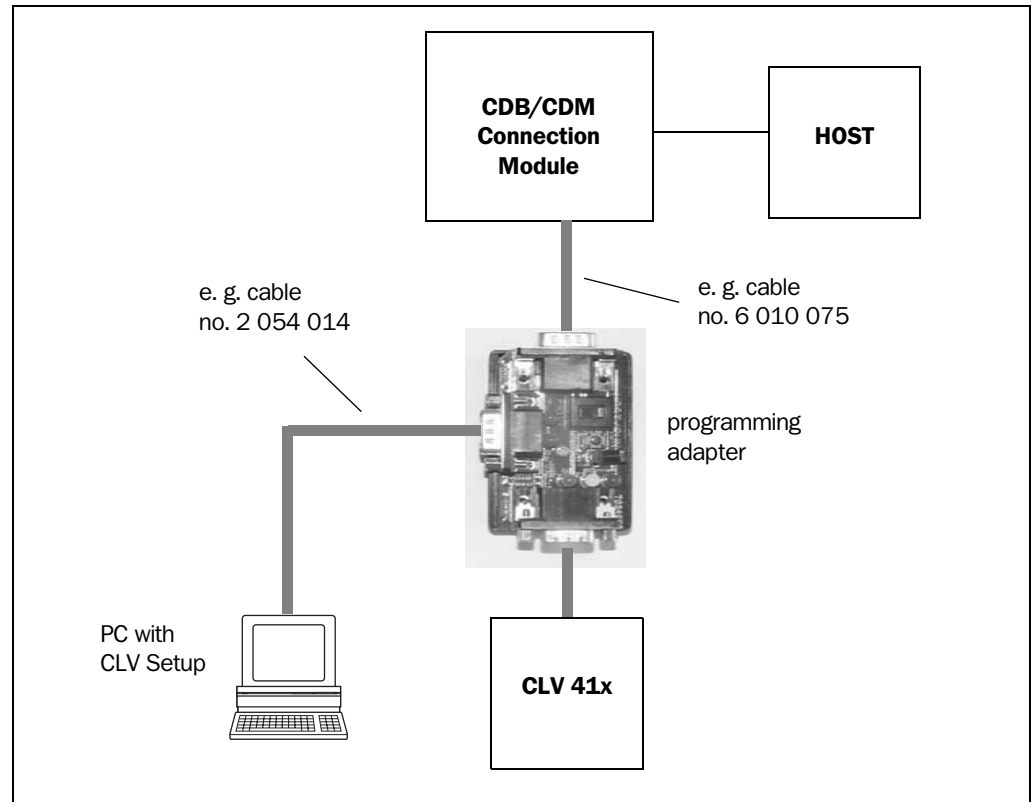 CDB/CDM
Connection
Module
HOST
e. g. cable
no. 2 054 014
e. g. cable
no. 6 010 075
programming
adapter
PC with
CLV Setup
CLV 41x